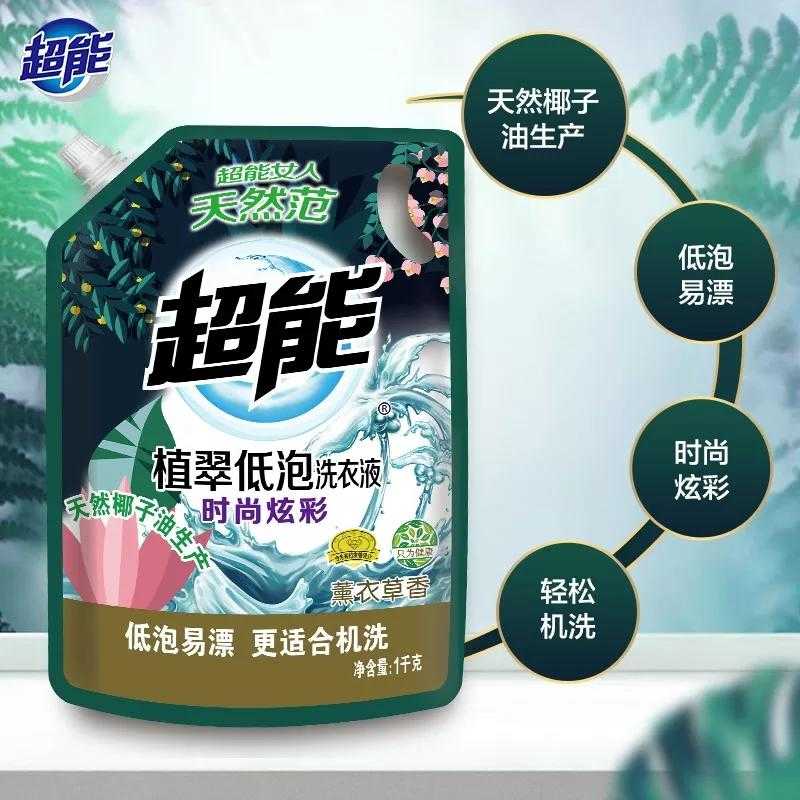 超能
天然椰子
油生产
低泡
易漂
时尚
炫彩
轻松
机洗
超能女人
天然范
超能
®
植翠低泡洗衣液
时尚炫彩
天然椰子油生产
只为健康
薰衣草香
低泡易漂 更适合机洗
净含量:1千克